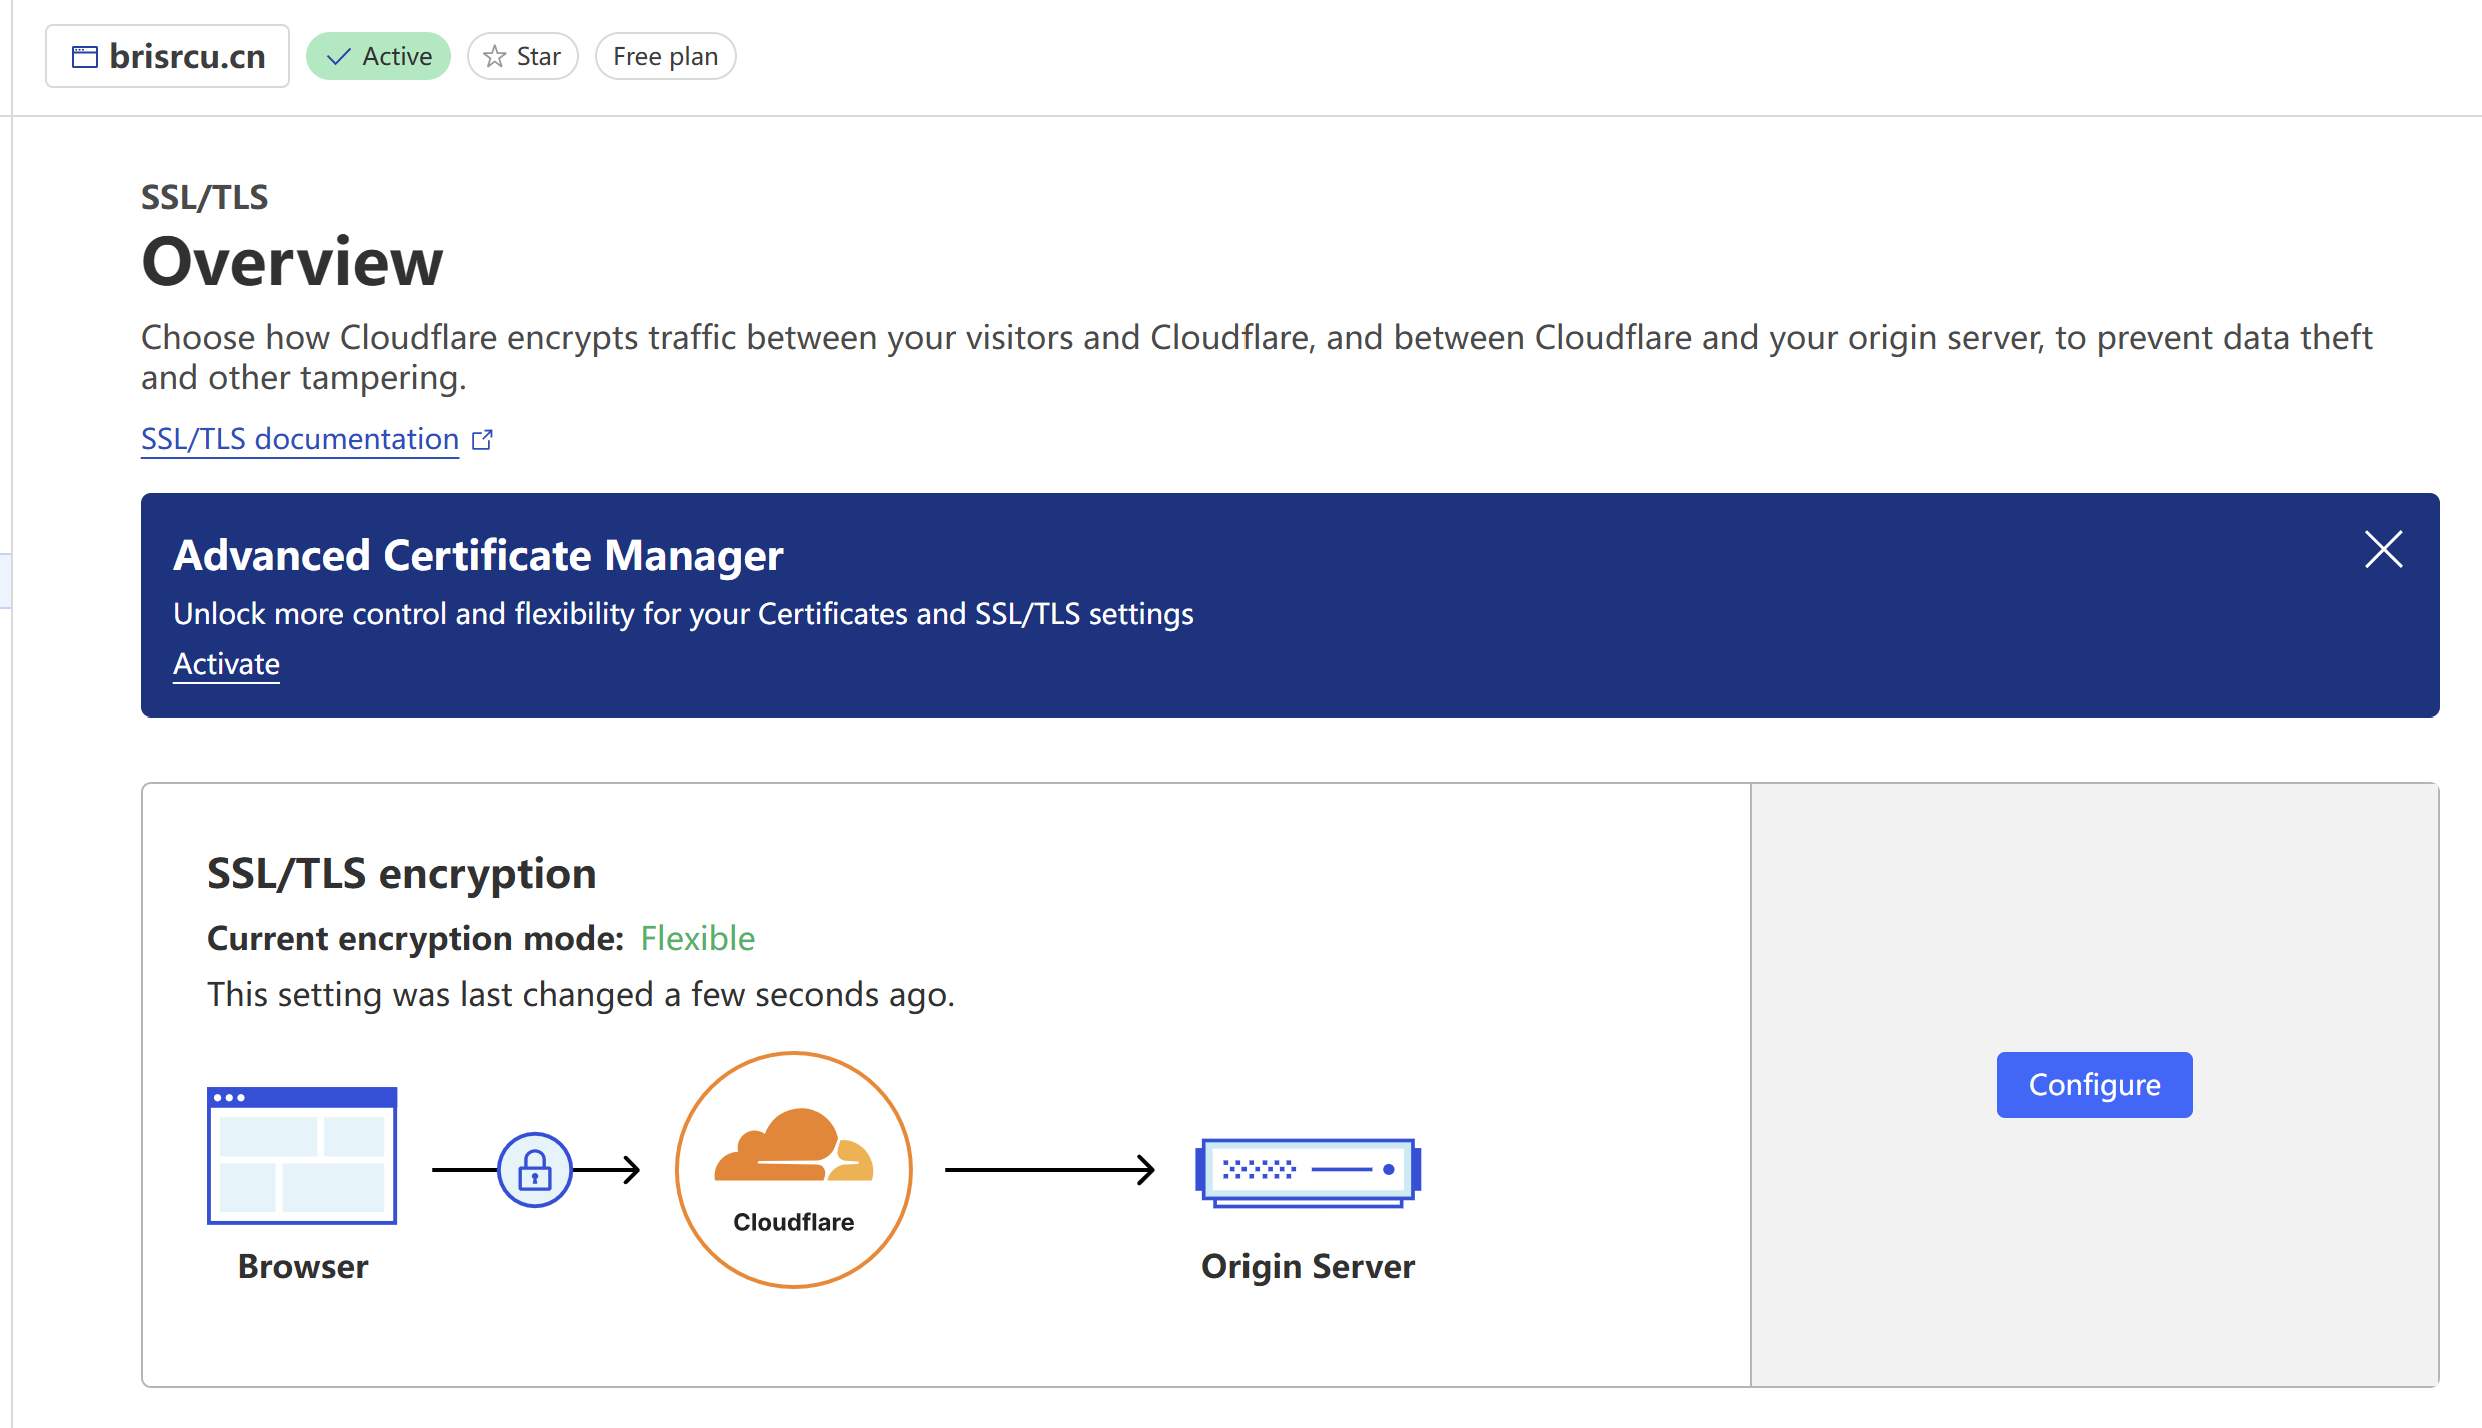 brisrcu.cn
Active
Star
Free plan
SSL/TLS
Overview
Choose how Cloudflare encrypts traffic between your visitors and Cloudflare, and between Cloudflare and your origin server, to prevent data theft
and other tampering.
SSL/TLS documentation
Advanced Certificate Manager
Unlock more control and flexibility for your Certificates and SSL/TLS settings
Activate
SSL/TLS encryption
Current encryption mode: Flexible
This setting was last changed a few seconds ago.
Configure
Cloudflare
Browser
Origin Server